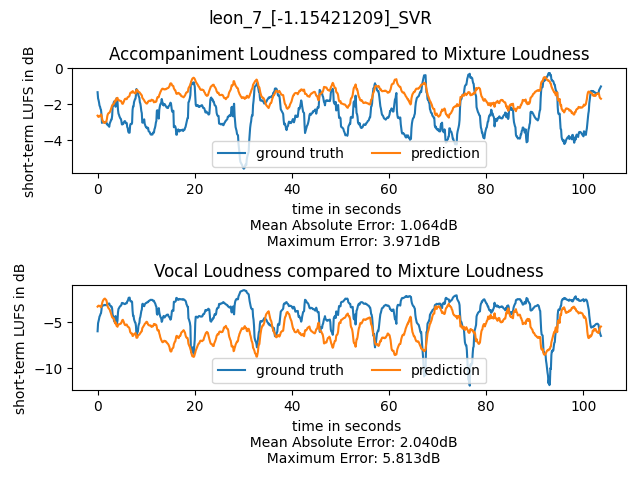 leon_7_[-1.15421209]_SVR
Accompaniment Loudness compared to Mixture Loudness
short-term LUFS in dB
0
−2
−4
ground truth prediction
0 20 40 60 80 100
time in seconds
Mean Absolute Error: 1.064dB
Maximum Error: 3.971dB
Vocal Loudness compared to Mixture Loudness
short-term LUFS in dB
−5
−10
ground truth prediction
0 20 40 60 80 100
time in seconds
Mean Absolute Error: 2.040dB
Maximum Error: 5.813dB